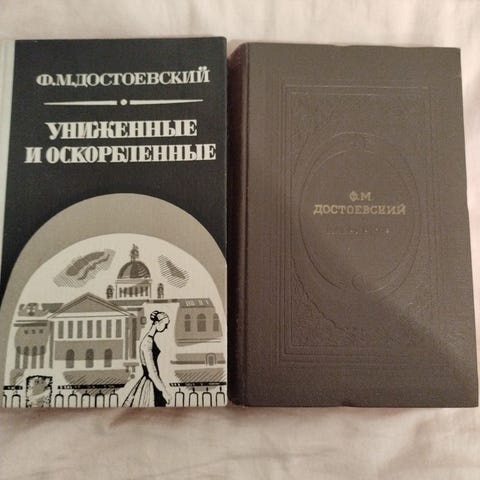 Ф.М.ДОСТОЕВСКИЙ
УНИЖЕННЫЕ
И ОСКОРБЛЕННЫЕ
Ф.М.
ДОСТОЕВСКИЙ